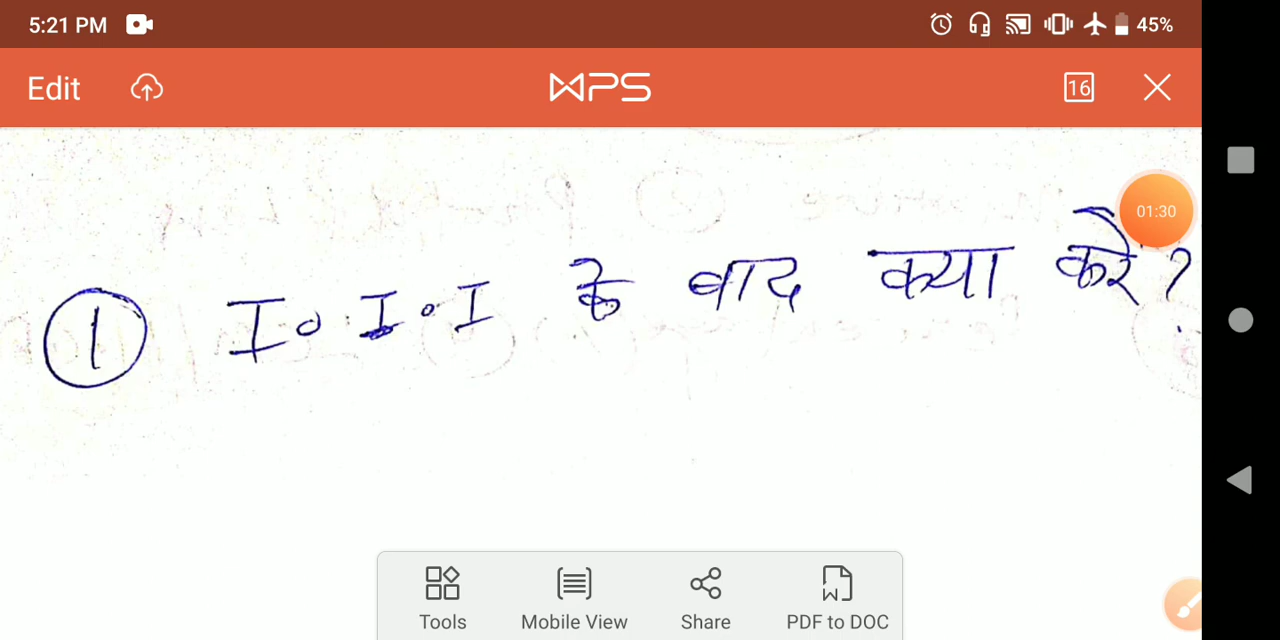 5:21 PM 45%
Edit WPS 16
01:30
1 I. I. I के बाद क्या करे ?
Tools Mobile View Share PDF to DOC